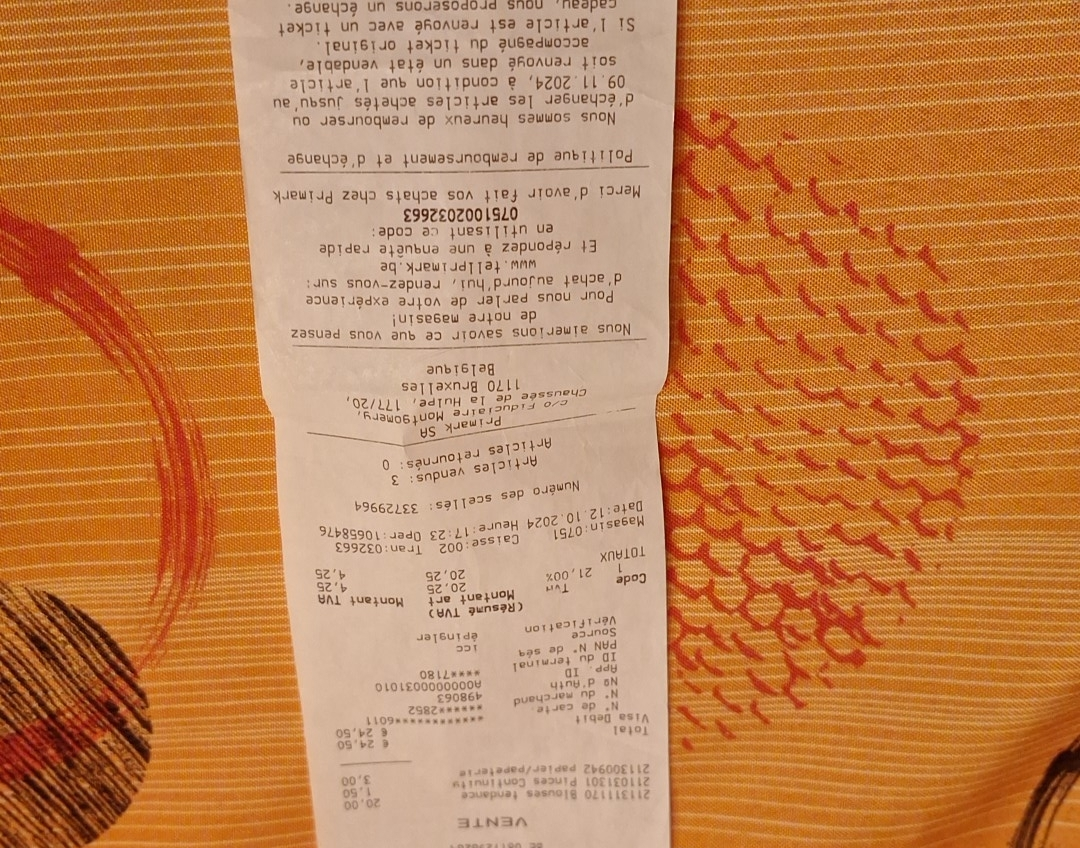 VENTE
211311170 Blouses tendance 20,00
211031301 Pinces Continuity 1,50
211300942 papier/papeterie 3,00
Total € 24,50
Visa Debit € 24,50
N° de carte ************6011
N° du marchand *******2852
No d'Auth 498063
App. ID A0000000031010
ID du terminal ****7180
PAN N° de séq
Source icc
Vérification épingler
(Résumé TVA)
Code TVA Montant art Montant TVA
1 21,00% 20,25 4,25
TOTAUX 20,25 4,25
Magasin:0751 Caisse:002 Tran:032663
Date:12.10.2024 Heure:17:23 Oper:10658476
Numéro des scellés: 33729964
Articles vendus: 3
Articles retournés: 0
Primark SA
c/o Fiduciaire Montgomery,
Chaussée de la Hulpe, 177/20,
1170 Bruxelles
Belgique
Nous aimerions savoir ce que vous pensez
de notre magasin!
Pour nous parler de votre expérience
d'achat aujourd'hui, rendez-vous sur:
www.tellprimark.be
Et répondez à une enquête rapide
en utilisant ce code:
0751002032663
Merci d'avoir fait vos achats chez Primark
Politique de remboursement et d'échange
Nous sommes heureux de rembourser ou
d'échanger les articles achetés jusqu'au
09.11.2024, à condition que l'article
soit renvoyé dans un état vendable,
accompagné du ticket original.
Si l'article est renvoyé avec un ticket
cadeau, nous proposerons un échange.